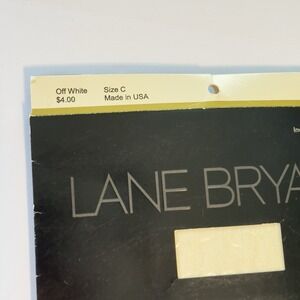 Off White Size C
$4.00 Made in USA
LANE BRYA